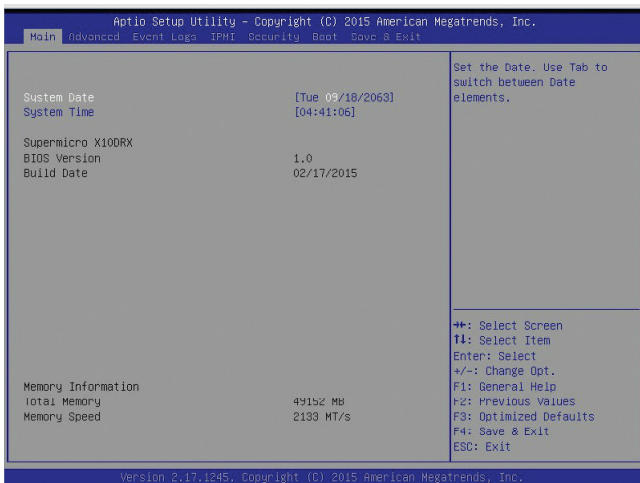 Aptio Setup Utility – Copyright (C) 2015 American Megatrends, Inc.
Main Advanced Event Logs IPMI Security Boot Save & Exit
System Date [Tue 09/18/2063]
System Time [04:41:06]
Supermicro X10DRX
BIOS Version 1.0
Build Date 02/17/2015
Memory Information
Total Memory 49152 MB
Memory Speed 2133 MT/s
Set the Date. Use Tab to
switch between Date
elements.
→←: Select Screen
↑↓: Select Item
Enter: Select
+/-: Change Opt.
F1: General Help
F2: Previous Values
F3: Optimized Defaults
F4: Save & Exit
ESC: Exit
Version 2.17.1245. Copyright (C) 2015 American Megatrends, Inc.